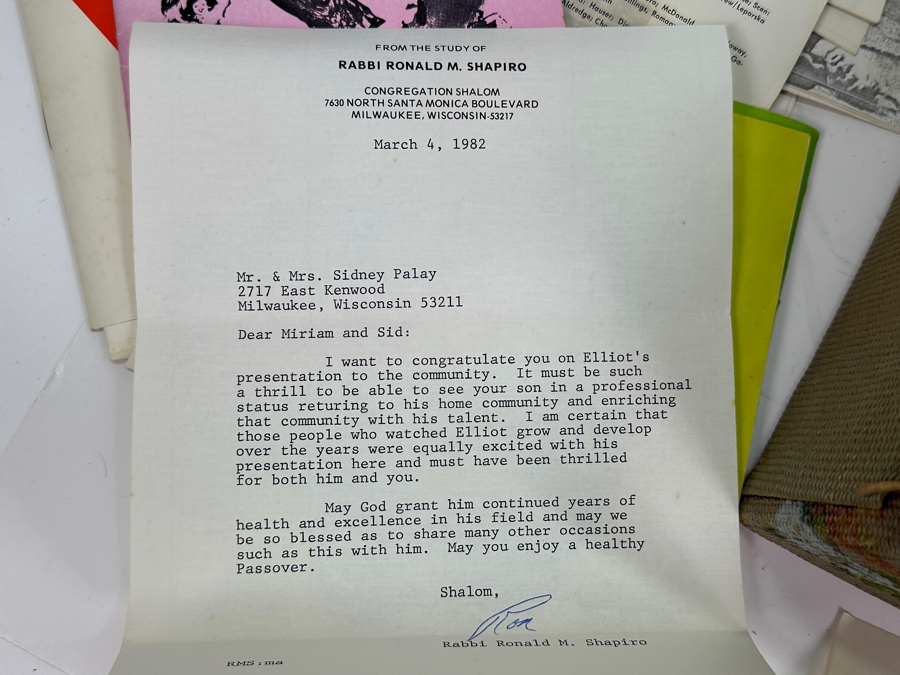 McDonald
w/Leporska
Hauser;
Romar
Aldredge;
FROM THE STUDY OF
RABBI RONALD M. SHAPIRO
CONGREGATION SHALOM
7630 NORTH SANTA MONICA BOULEVARD
MILWAUKEE, WISCONSIN-53217
March 4, 1982
Mr. & Mrs. Sidney Palay
2717 East Kenwood
Milwaukee, Wisconsin 53211
Dear Miriam and Sid:
I want to congratulate you on Elliot's
presentation to the community. It must be such
a thrill to be able to see your son in a professional
status returing to his home community and enriching
that community with his talent. I am certain that
those people who watched Elliot grow and develop
over the years were equally excited with his
presentation here and must have been thrilled
for both him and you.
May God grant him continued years of
health and excellence in his field and may we
be so blessed as to share many other occasions
such as this with him. May you enjoy a healthy
Passover.
Shalom,
Ron
Rabbi Ronald M. Shapiro
RMS:ma